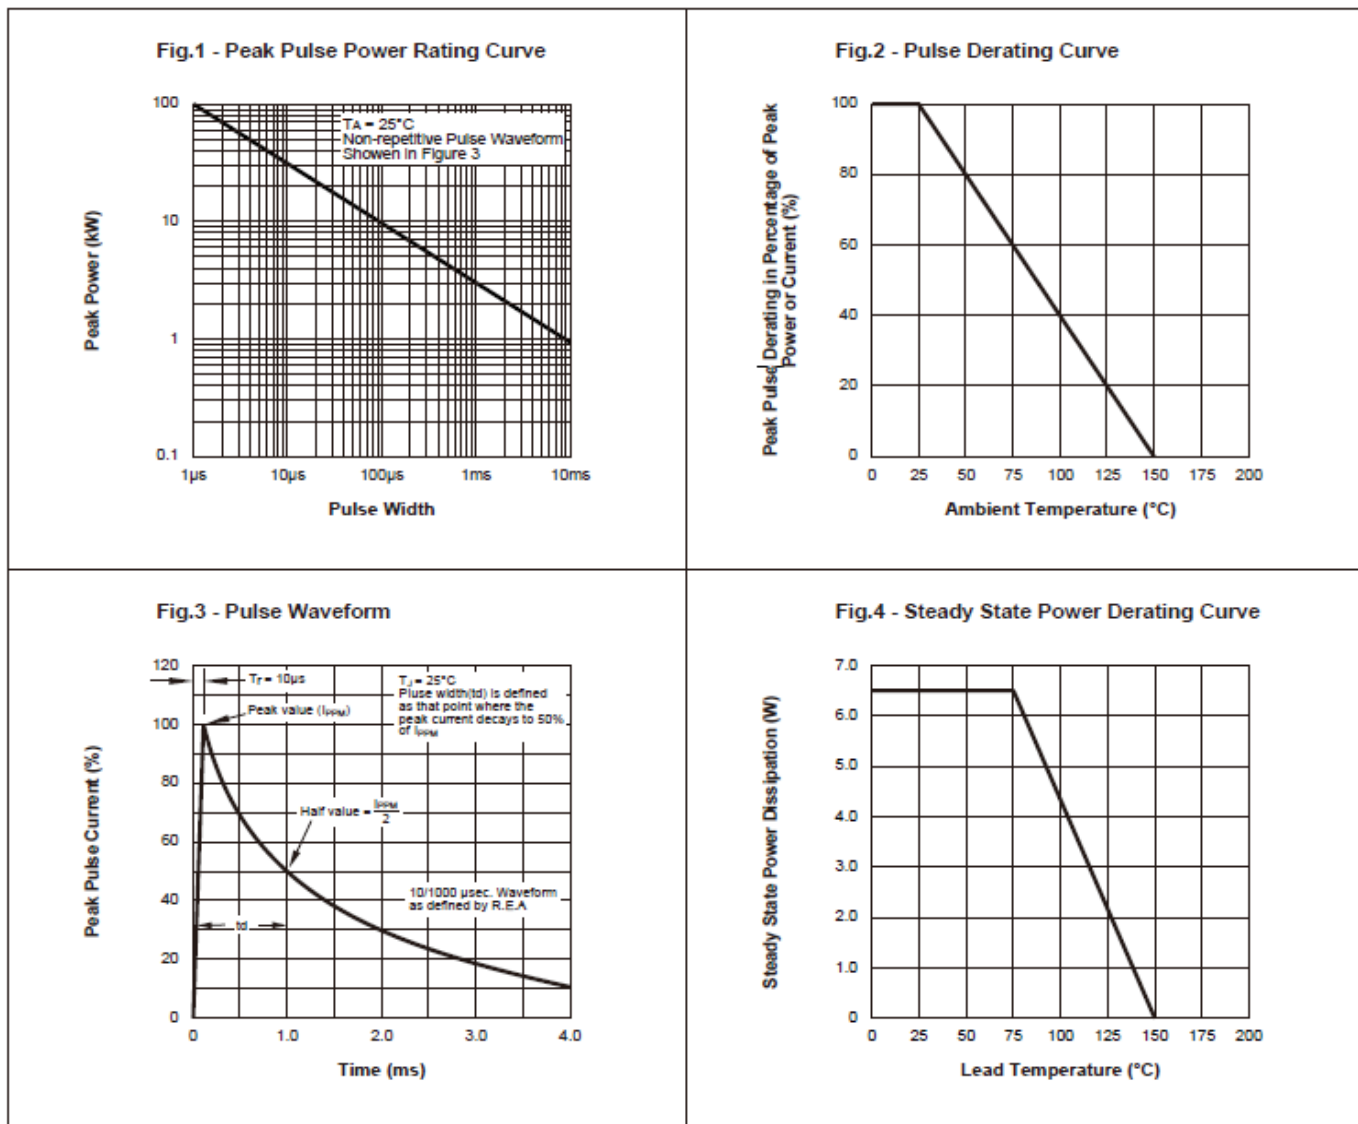 Fig.1 - Peak Pulse Power Rating Curve
Peak Power (kW)
100
10
1
0.1
TA = 25°C
Non-repetitive Pulse Waveform
Showen in Figure 3
1µs 10µs 100µs 1ms 10ms
Pulse Width
Fig.2 - Pulse Derating Curve
Peak Pulse Derating in Percentage of Peak
Power or Current (%)
100
80
60
40
20
0
0 25 50 75 100 125 150 175 200
Ambient Temperature (°C)
Fig.3 - Pulse Waveform
Peak Pulse Current (%)
120
100
80
60
40
20
0
Tr = 10µs
Peak value (IPPM)
TJ = 25°C
Pluse width(td) is defined
as that point where the
peak current decays to 50%
of IPPM
Half value = IPPM
2
10/1000 µsec. Waveform
as defined by R.E.A
td
0 1.0 2.0 3.0 4.0
Time (ms)
Fig.4 - Steady State Power Derating Curve
Steady State Power Dissipation (W)
7.0
6.0
5.0
4.0
3.0
2.0
1.0
0
0 25 50 75 100 125 150 175 200
Lead Temperature (°C)